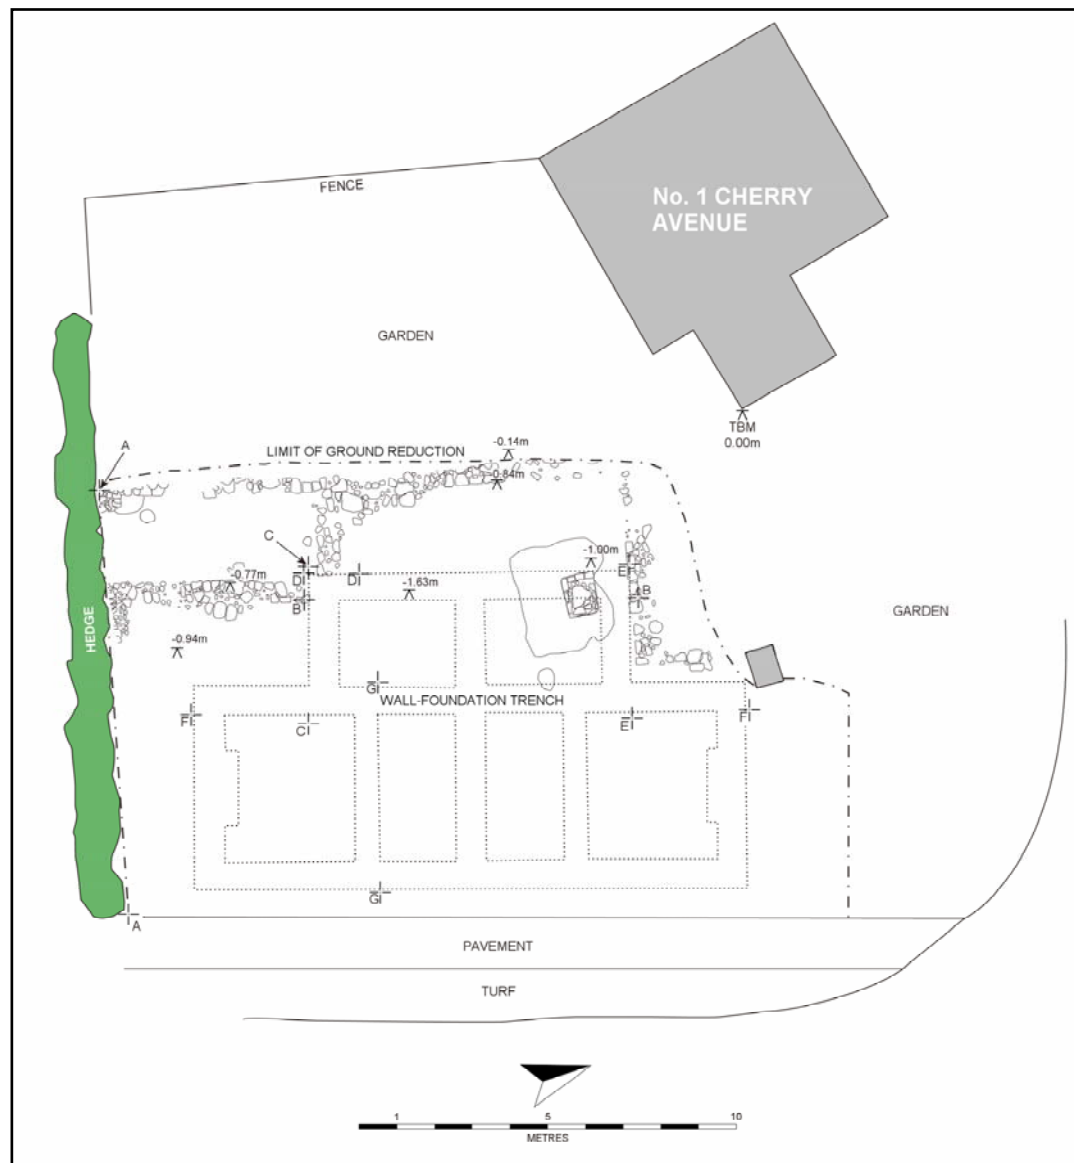 No. 1 CHERRY
AVENUE
FENCE
GARDEN
TBM
0.00m
A
LIMIT OF GROUND REDUCTION
-0.14m
-0.84m
C
D
D
-1.00m
E
-0.77m
-1.63m
B
B
GARDEN
HEDGE
-0.94m
G
WALL-FOUNDATION TRENCH
F
C
E
F
G
A
PAVEMENT
TURF
1
5
10
METRES